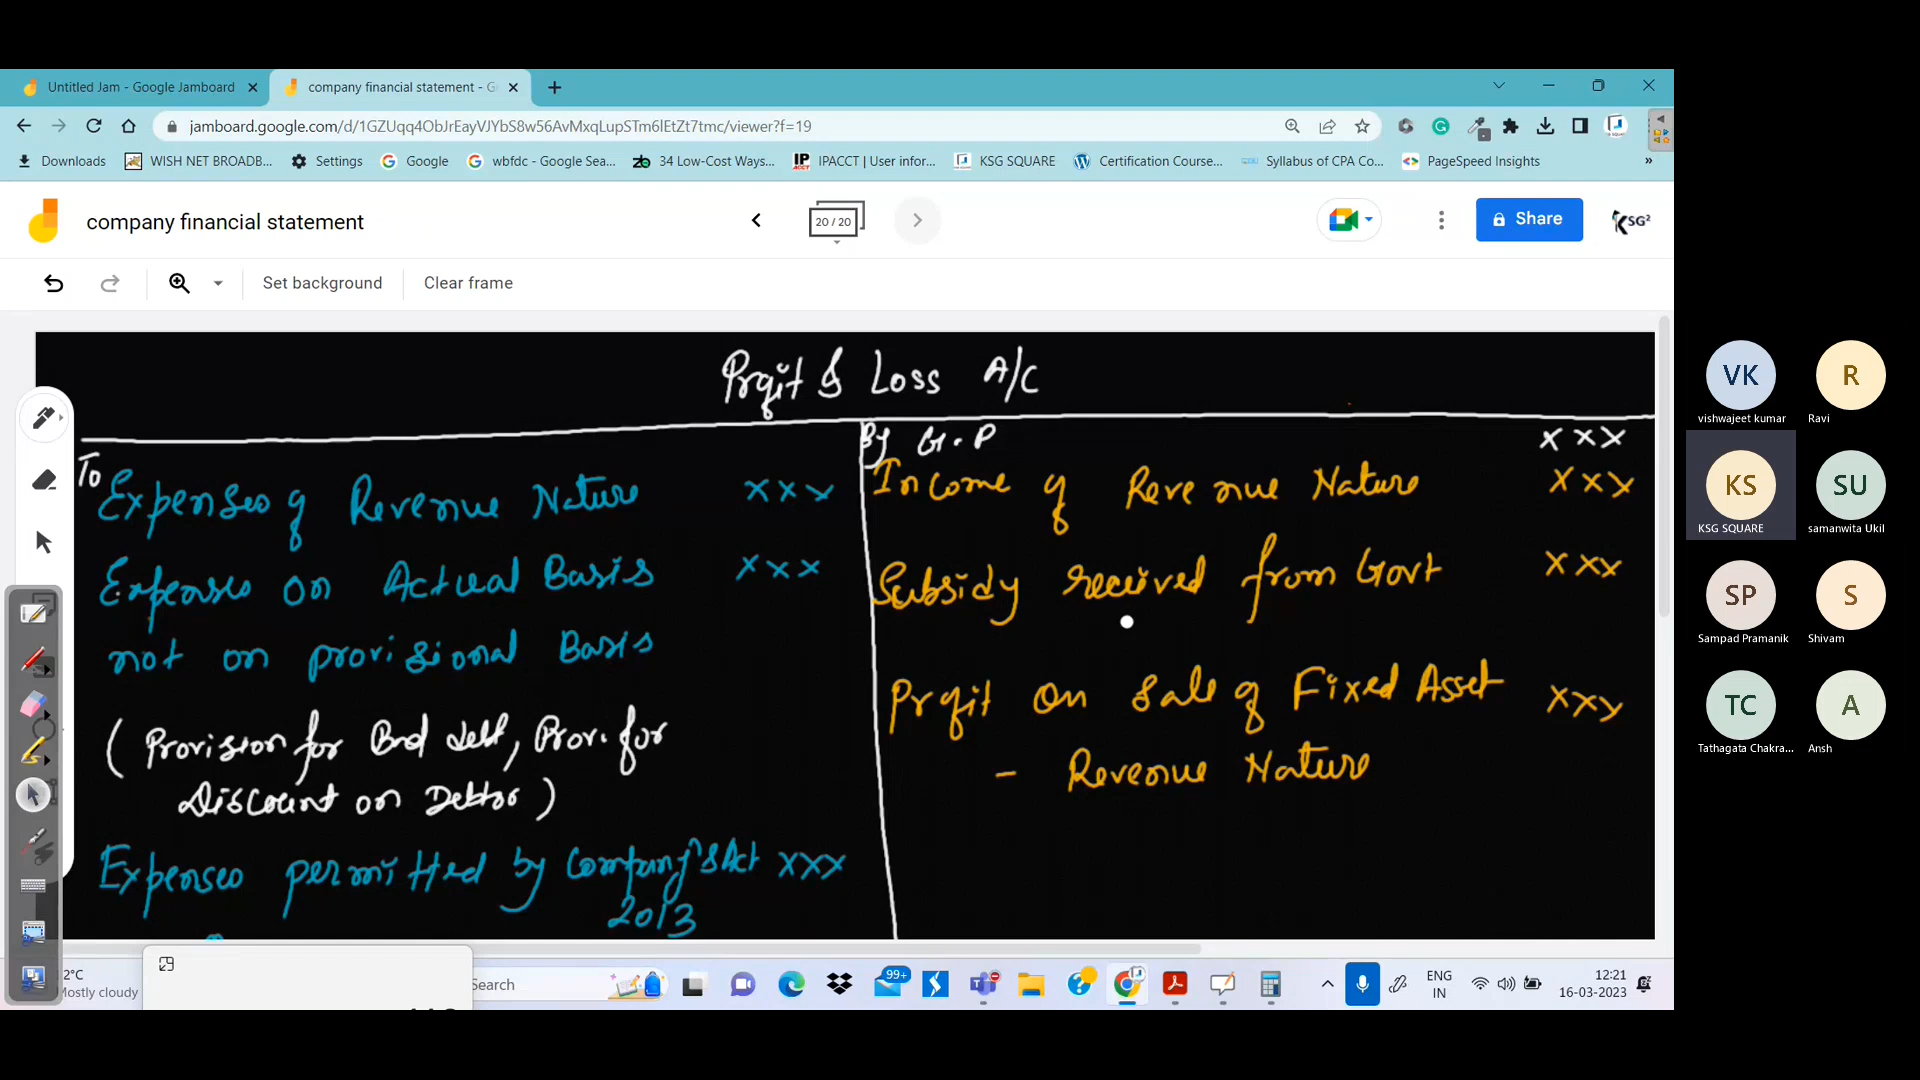 Untitled Jam - Google Jamboard
company financial statement - G
jamboard.google.com/d/1GZUqq4ObJrEayVJYbS8w56AvMxqLupSTm6lEtZt7tmc/viewer?f=19
Downloads WISH NET BROADB... Settings Google wbfdc - Google Sea... 34 Low-Cost Ways... IPACCT | User infor... KSG SQUARE Certification Course... Syllabus of CPA Co... PageSpeed Insights »
company financial statement
20 / 20
Share
KSG²
Set background Clear frame
Profit & Loss A/C
By G.P XXX
To Expenses of Revenue Nature XXX
Income of Revenue Nature XXX
Expenses on Actual Basis XXX
not on provisional Basis
Subsidy received from Govt XXX
(Provision for Bad debt, Prov. for
Discount on Debtor)
Profit on Sale of Fixed Asset XXX
- Revenue Nature
Expenses permitted by Company's Act XXX
2013
VK
vishwajeet kumar
R
Ravi
KS
KSG SQUARE
SU
samanwita Ukil
SP
Sampad Pramanik
S
Shivam
TC
Tathagata Chakra...
A
Ansh
2°C
Mostly cloudy
Search
99+
ENG
IN
12:21
16-03-2023